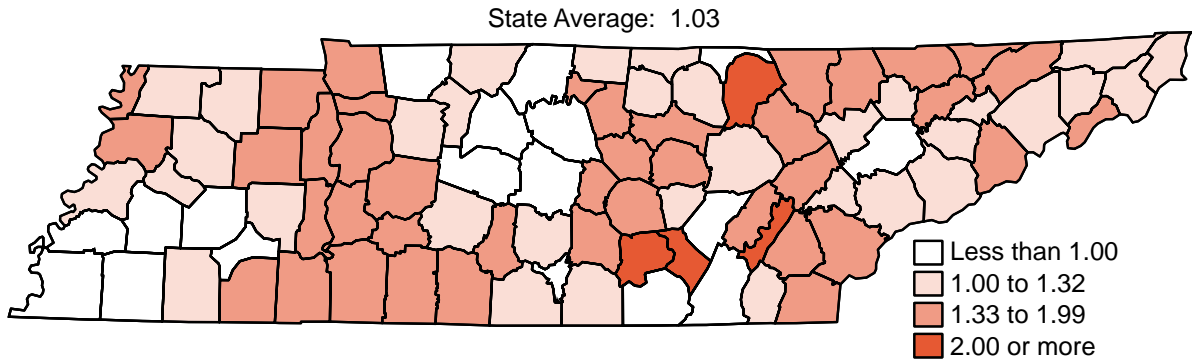 State Average: 1.03
Less than 1.00
1.00 to 1.32
1.33 to 1.99
2.00 or more